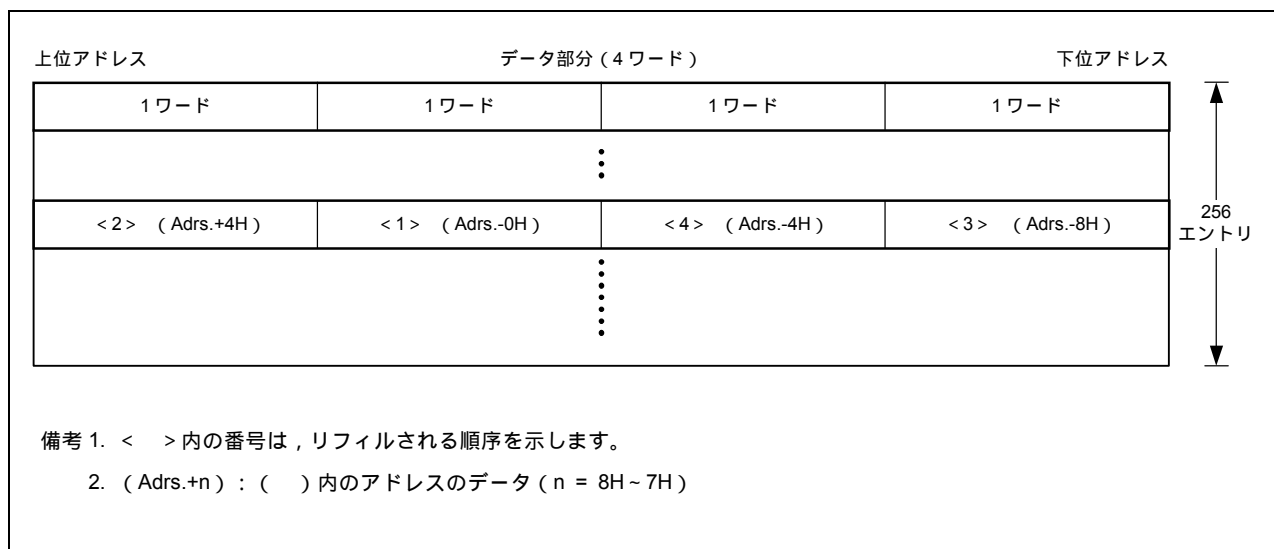 上位アドレス データ部分(4ワード) 下位アドレス
1ワード 1ワード 1ワード 1ワード
<2> (Adrs.+4H) <1> (Adrs.-0H) <4> (Adrs.-4H) <3> (Adrs.-8H)
256
エントリ
備考 1. < >内の番号は,リフィルされる順序を示します。
2. (Adrs.+n):( )内のアドレスのデータ(n = 8H~7H)